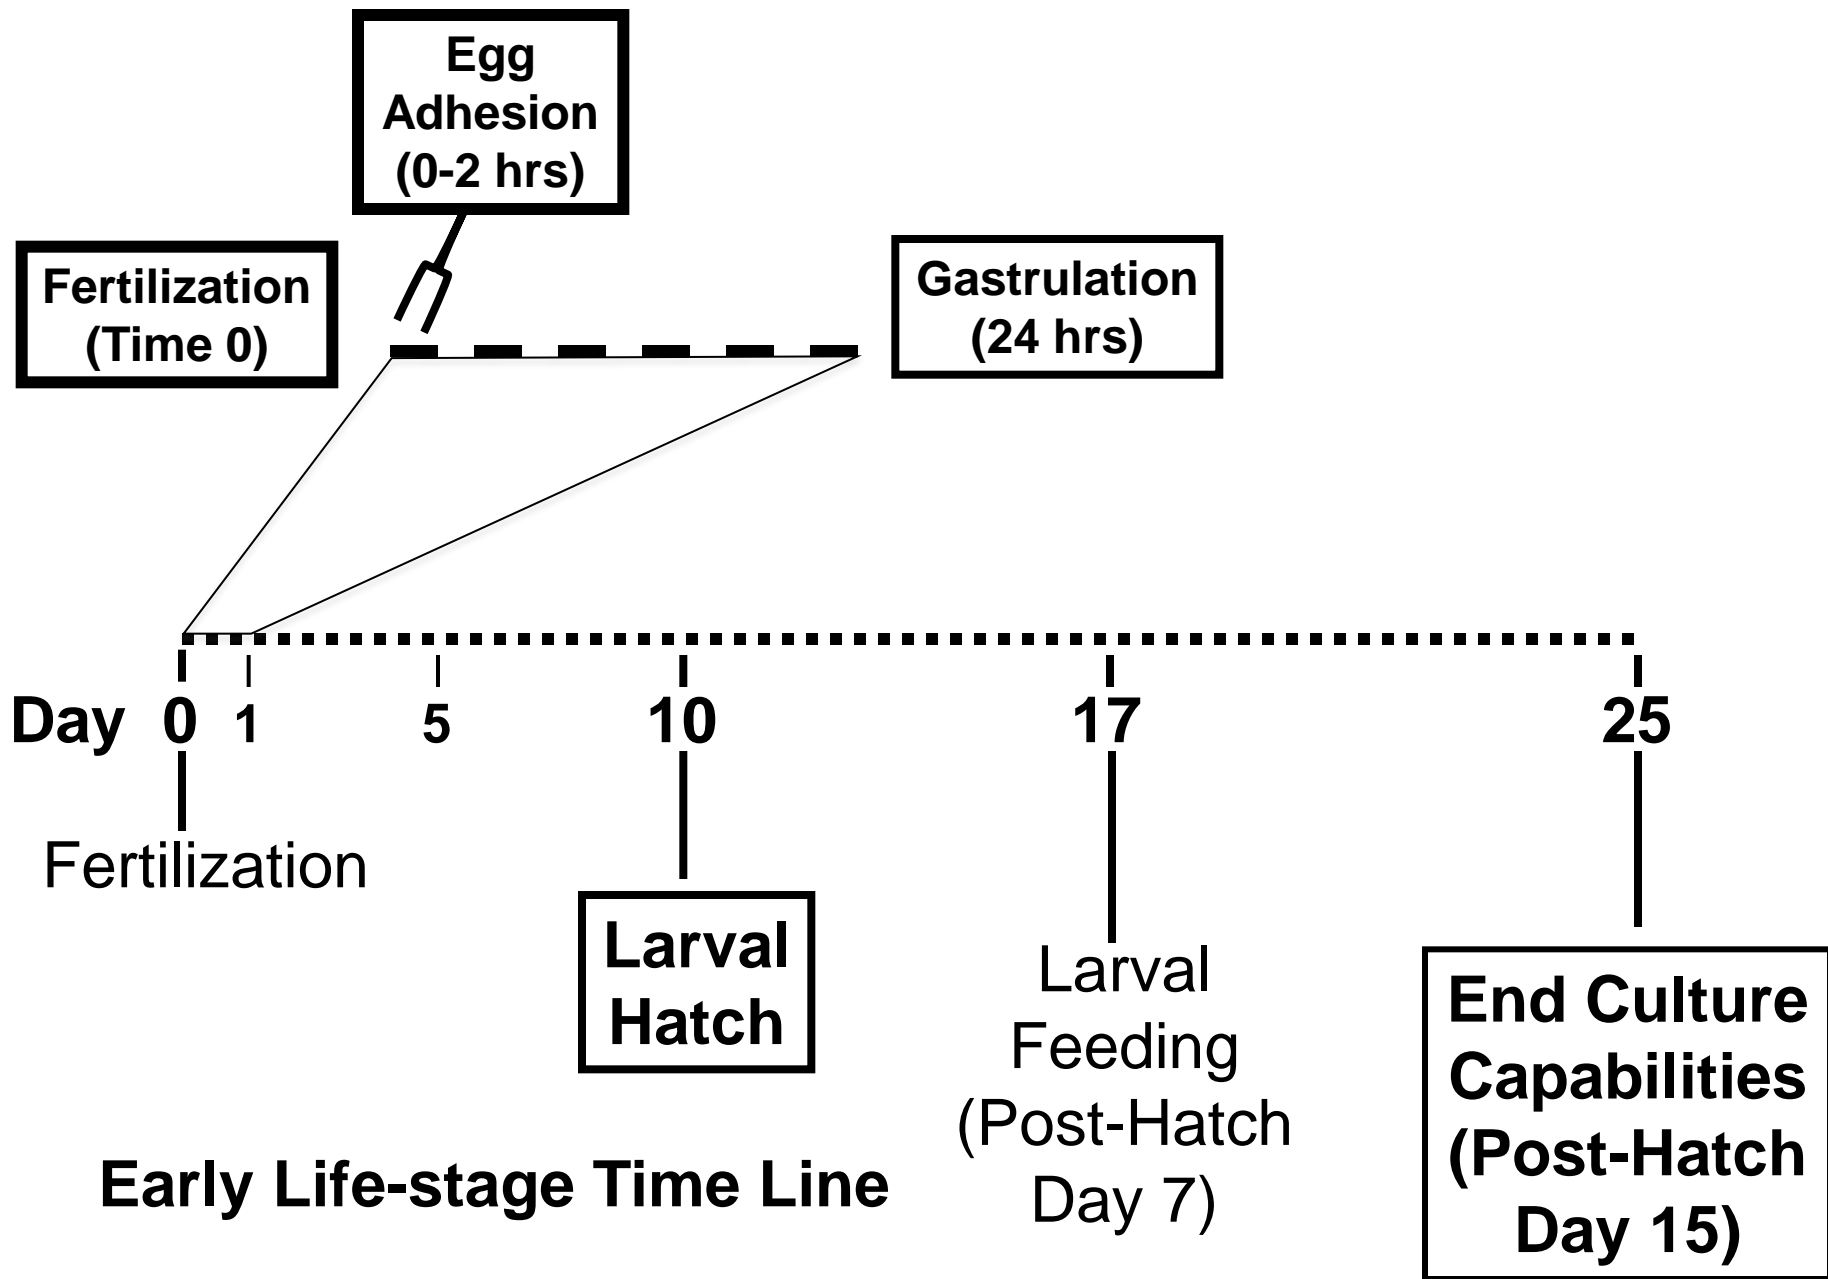 Egg
Adhesion
(0-2 hrs)
Fertilization
(Time 0)
Gastrulation
(24 hrs)
Day 0 1 5 10 17 25
Fertilization
Larval
Hatch
Larval
Feeding
(Post-Hatch
Day 7)
End Culture
Capabilities
(Post-Hatch
Day 15)
Early Life-stage Time Line